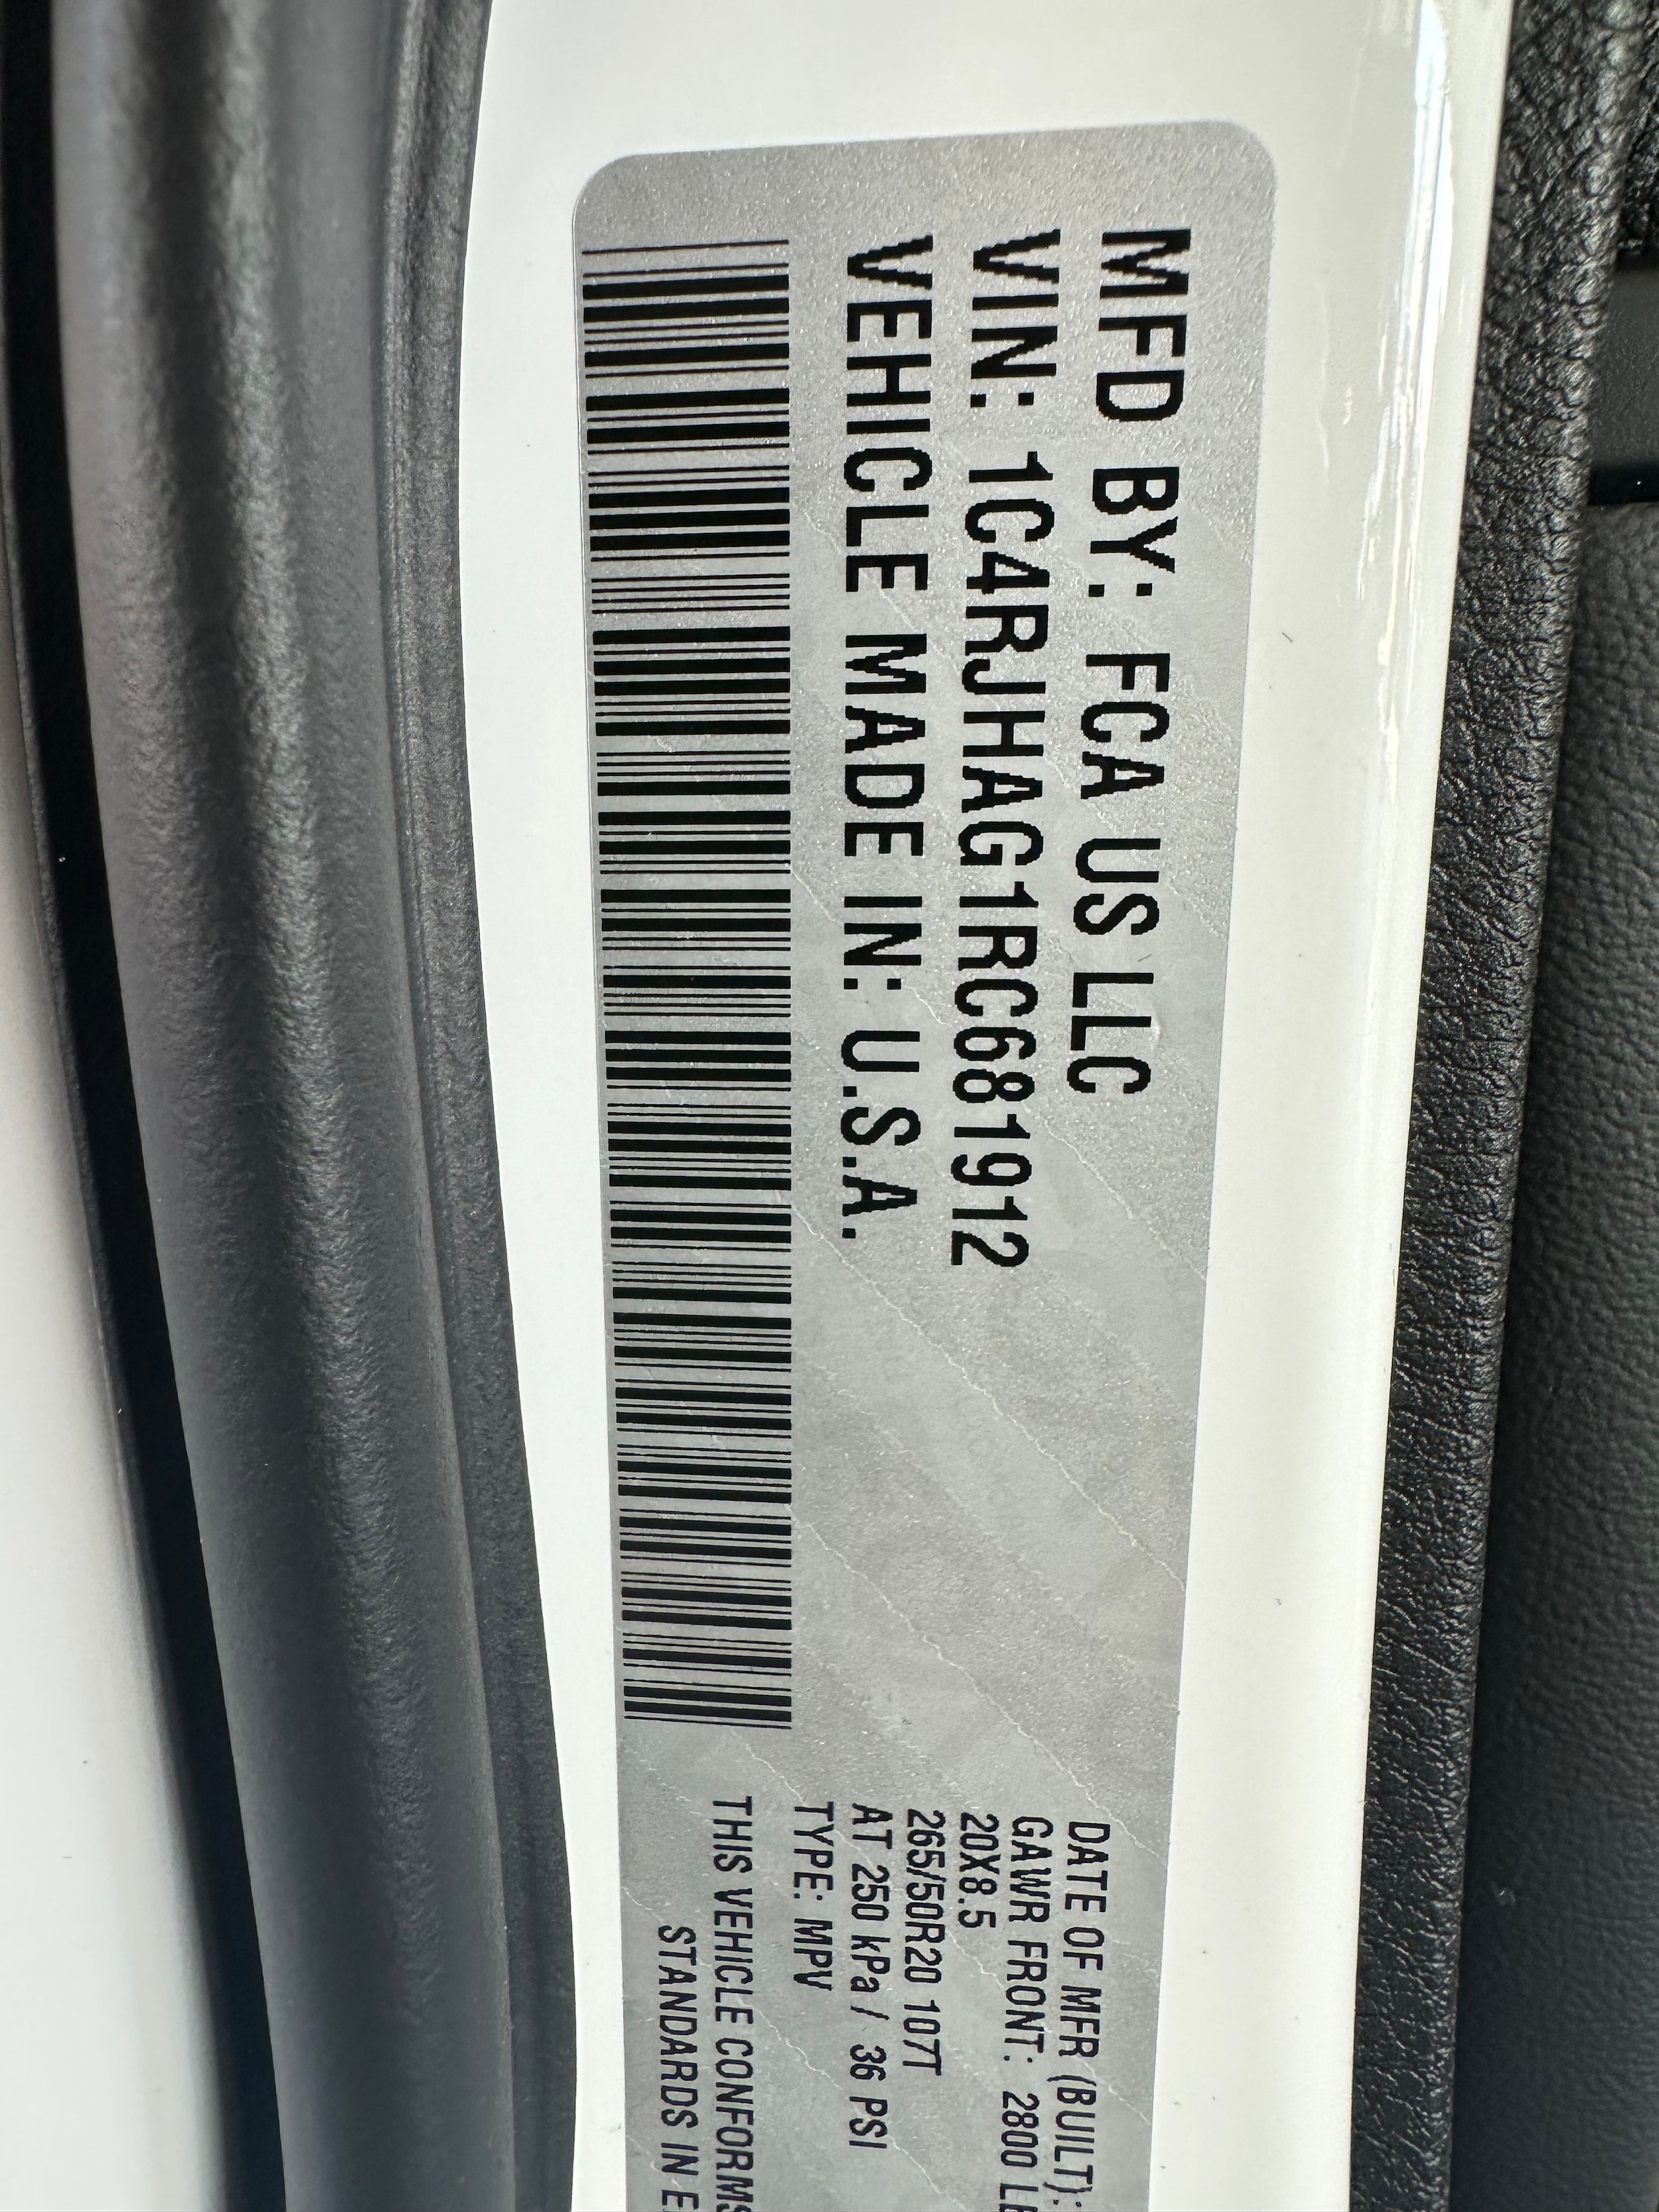 MFD BY: FCA US LLC
VIN: 1C4RJHAG1RC681912
VEHICLE MADE IN: U.S.A.
DATE OF MFR (BUILT):
GAWR FRONT: 2800
20X8.5
265/50R20 107T
AT 250 kPa / 36 PSI
TYPE: MPV
THIS VEHICLE CONFORMS
STANDARDS IN